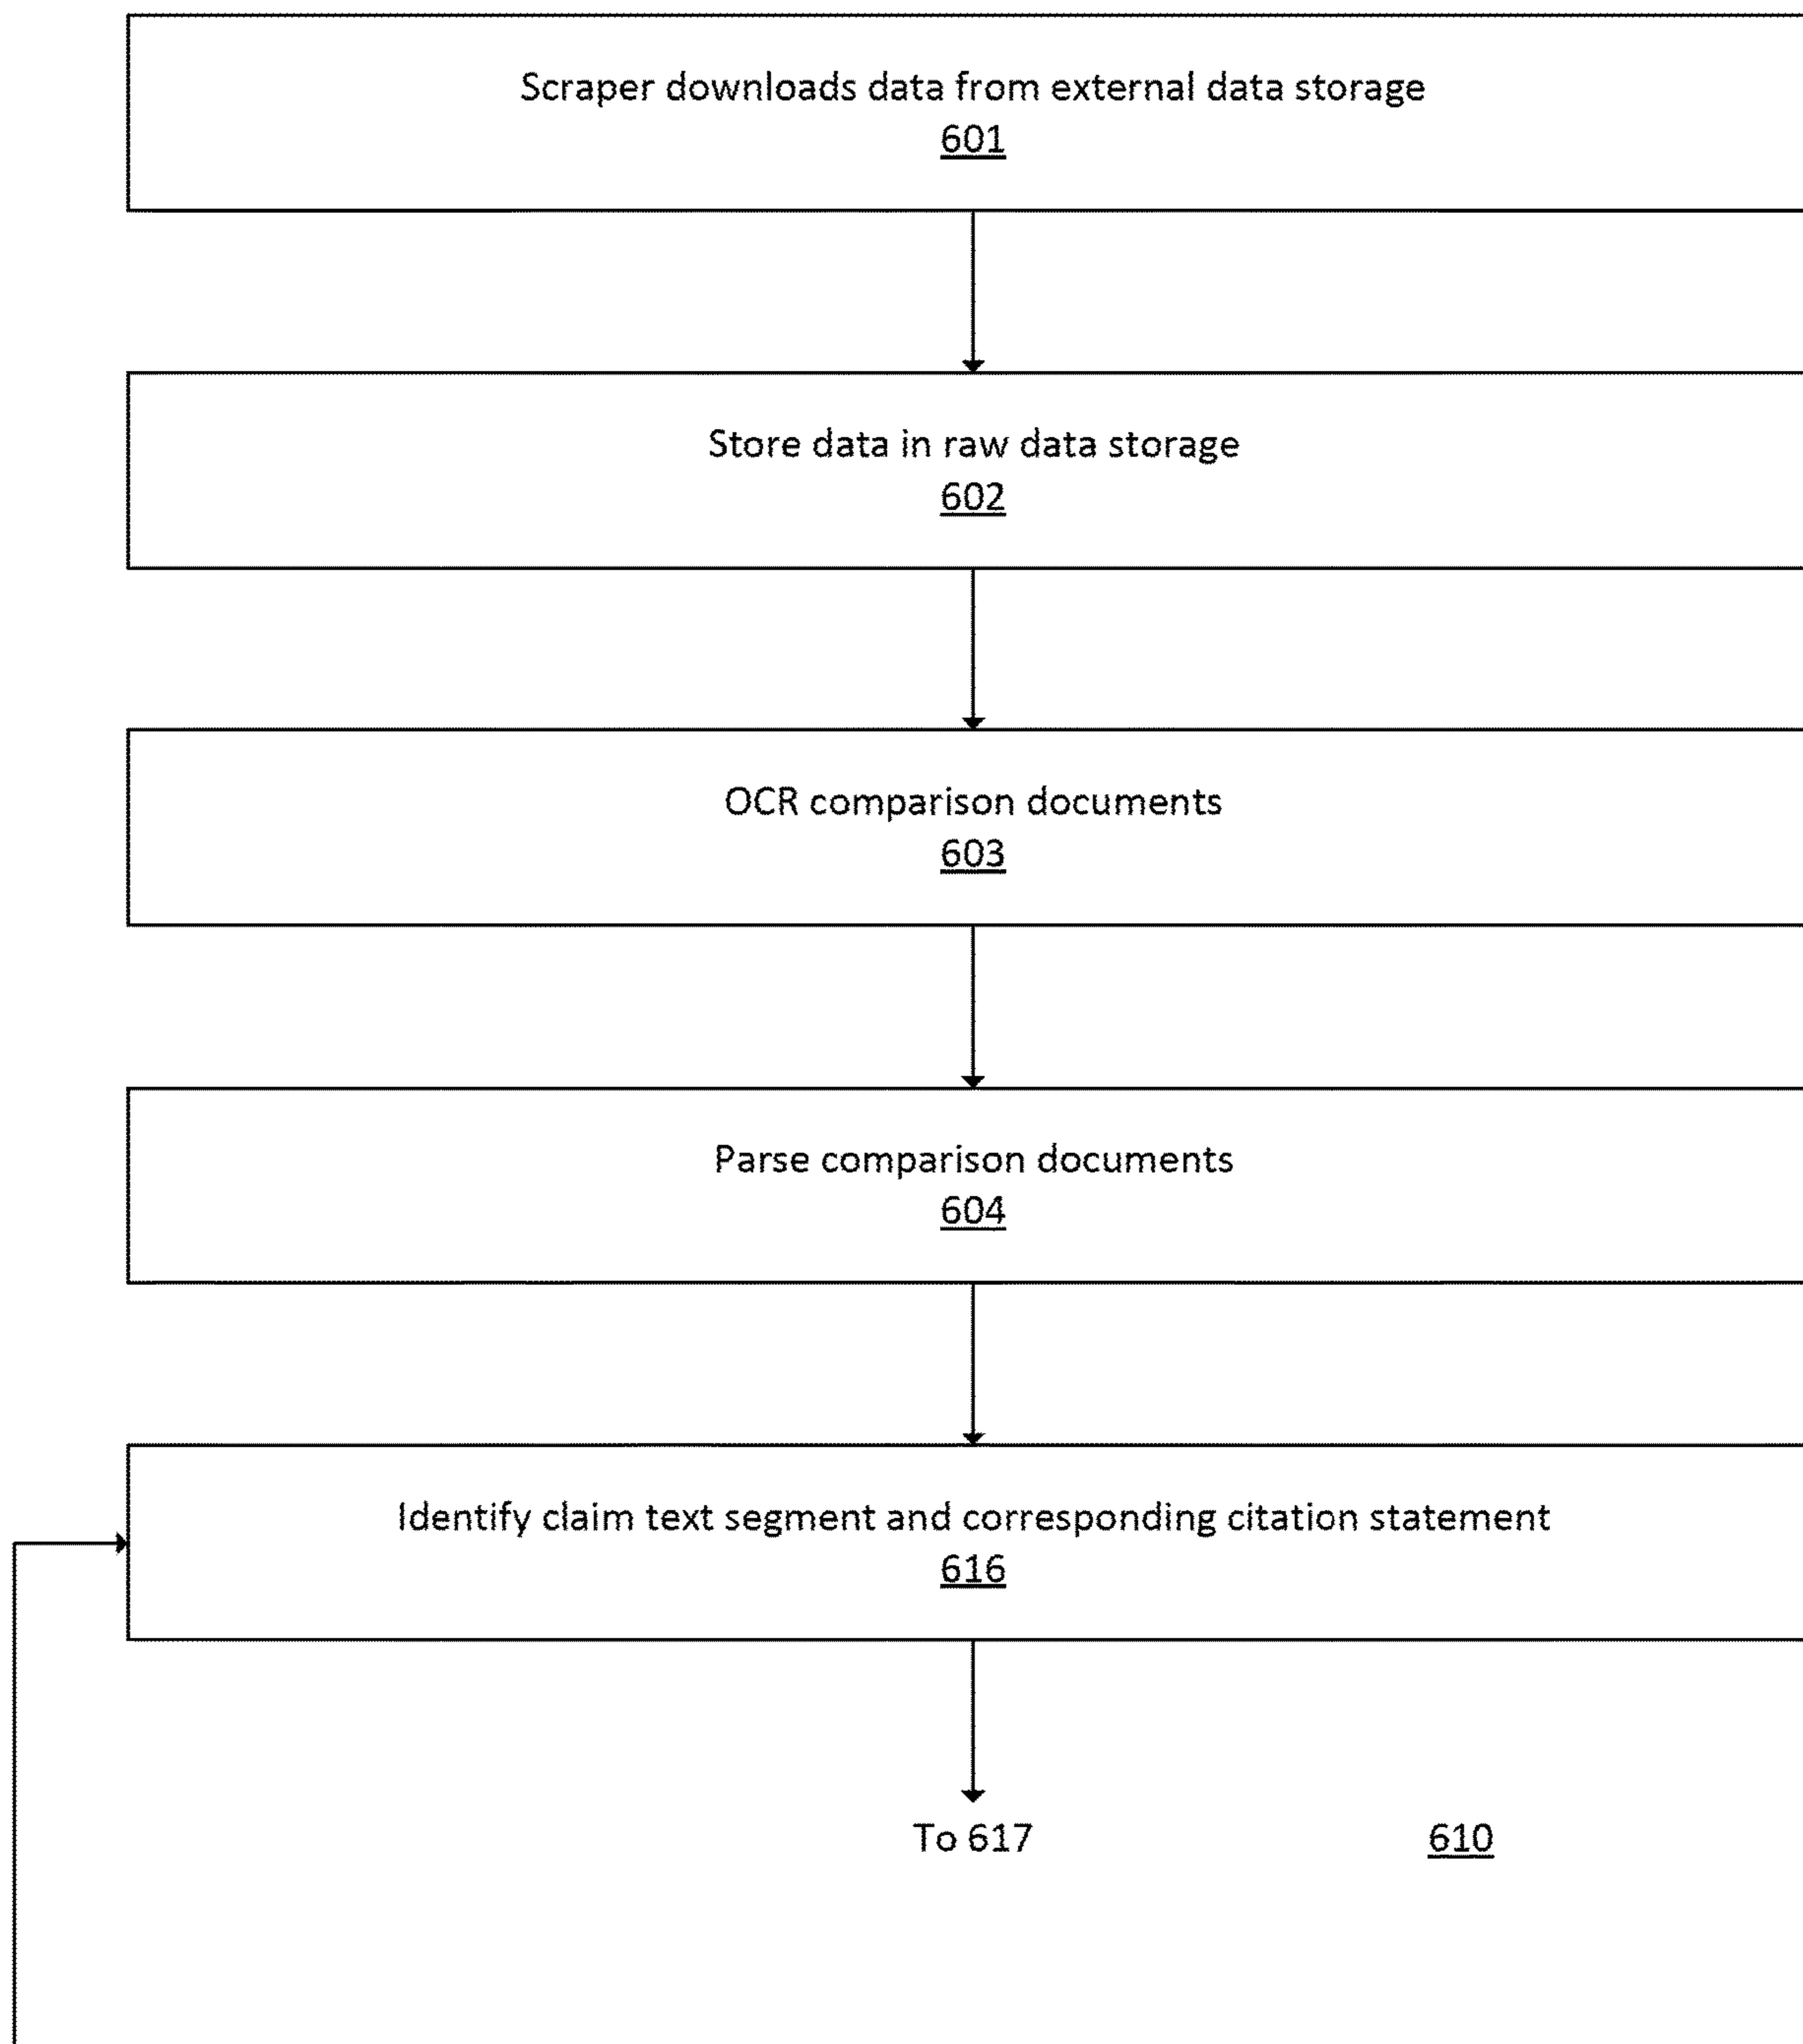 Scraper downloads data from external data storage
601
Store data in raw data storage
602
OCR comparison documents
603
Parse comparison documents
604
Identify claim text segment and corresponding citation statement
616
To 617
610